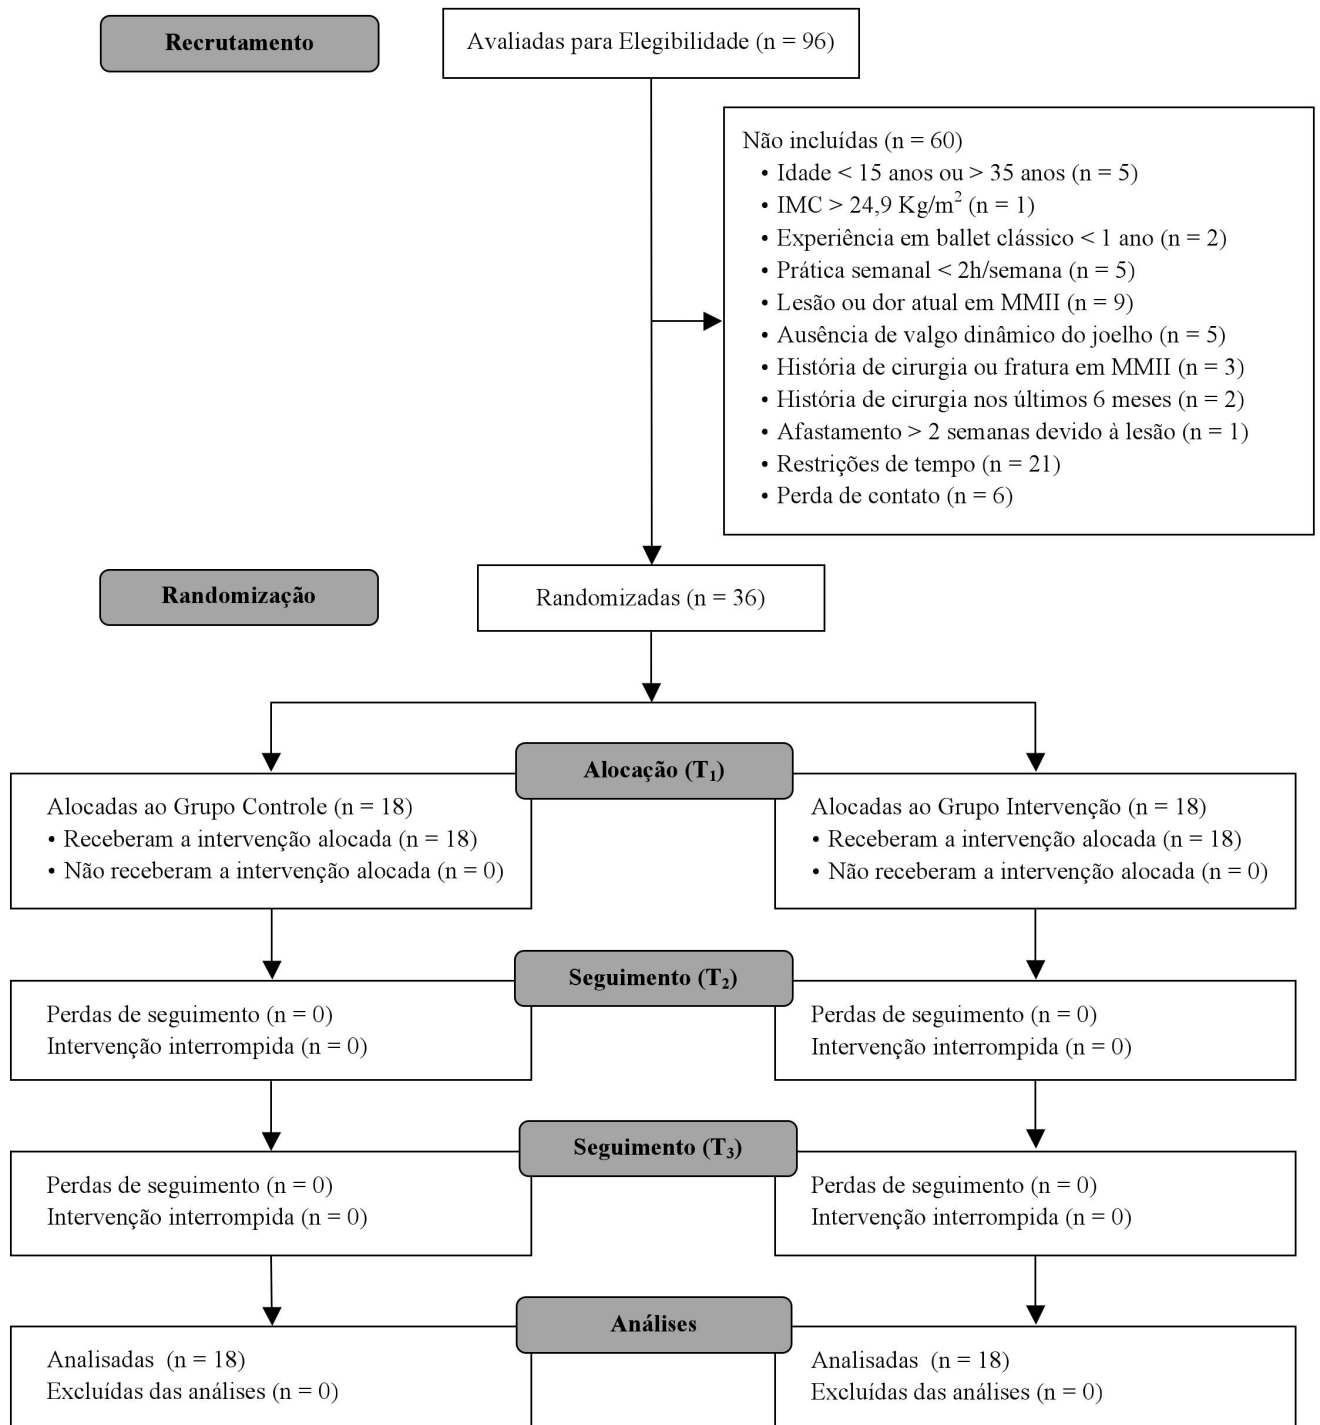 Recrutamento
Avaliadas para Elegibilidade (n = 96)
Não incluídas (n = 60)
• Idade < 15 anos ou > 35 anos (n = 5)
• IMC > 24,9 Kg/m² (n = 1)
• Experiência em ballet clássico < 1 ano (n = 2)
• Prática semanal < 2h/semana (n = 5)
• Lesão ou dor atual em MMII (n = 9)
• Ausência de valgo dinâmico do joelho (n = 5)
• História de cirurgia ou fratura em MMII (n = 3)
• História de cirurgia nos últimos 6 meses (n = 2)
• Afastamento > 2 semanas devido à lesão (n = 1)
• Restrições de tempo (n = 21)
• Perda de contato (n = 6)
Randomização
Randomizadas (n = 36)
Alocação (T₁)
Alocadas ao Grupo Controle (n = 18)
• Receberam a intervenção alocada (n = 18)
• Não receberam a intervenção alocada (n = 0)
Alocadas ao Grupo Intervenção (n = 18)
• Receberam a intervenção alocada (n = 18)
• Não receberam a intervenção alocada (n = 0)
Seguimento (T₂)
Perdas de seguimento (n = 0)
Intervenção interrompida (n = 0)
Perdas de seguimento (n = 0)
Intervenção interrompida (n = 0)
Seguimento (T₃)
Perdas de seguimento (n = 0)
Intervenção interrompida (n = 0)
Perdas de seguimento (n = 0)
Intervenção interrompida (n = 0)
Análises
Analisadas (n = 18)
Excluídas das análises (n = 0)
Analisadas (n = 18)
Excluídas das análises (n = 0)